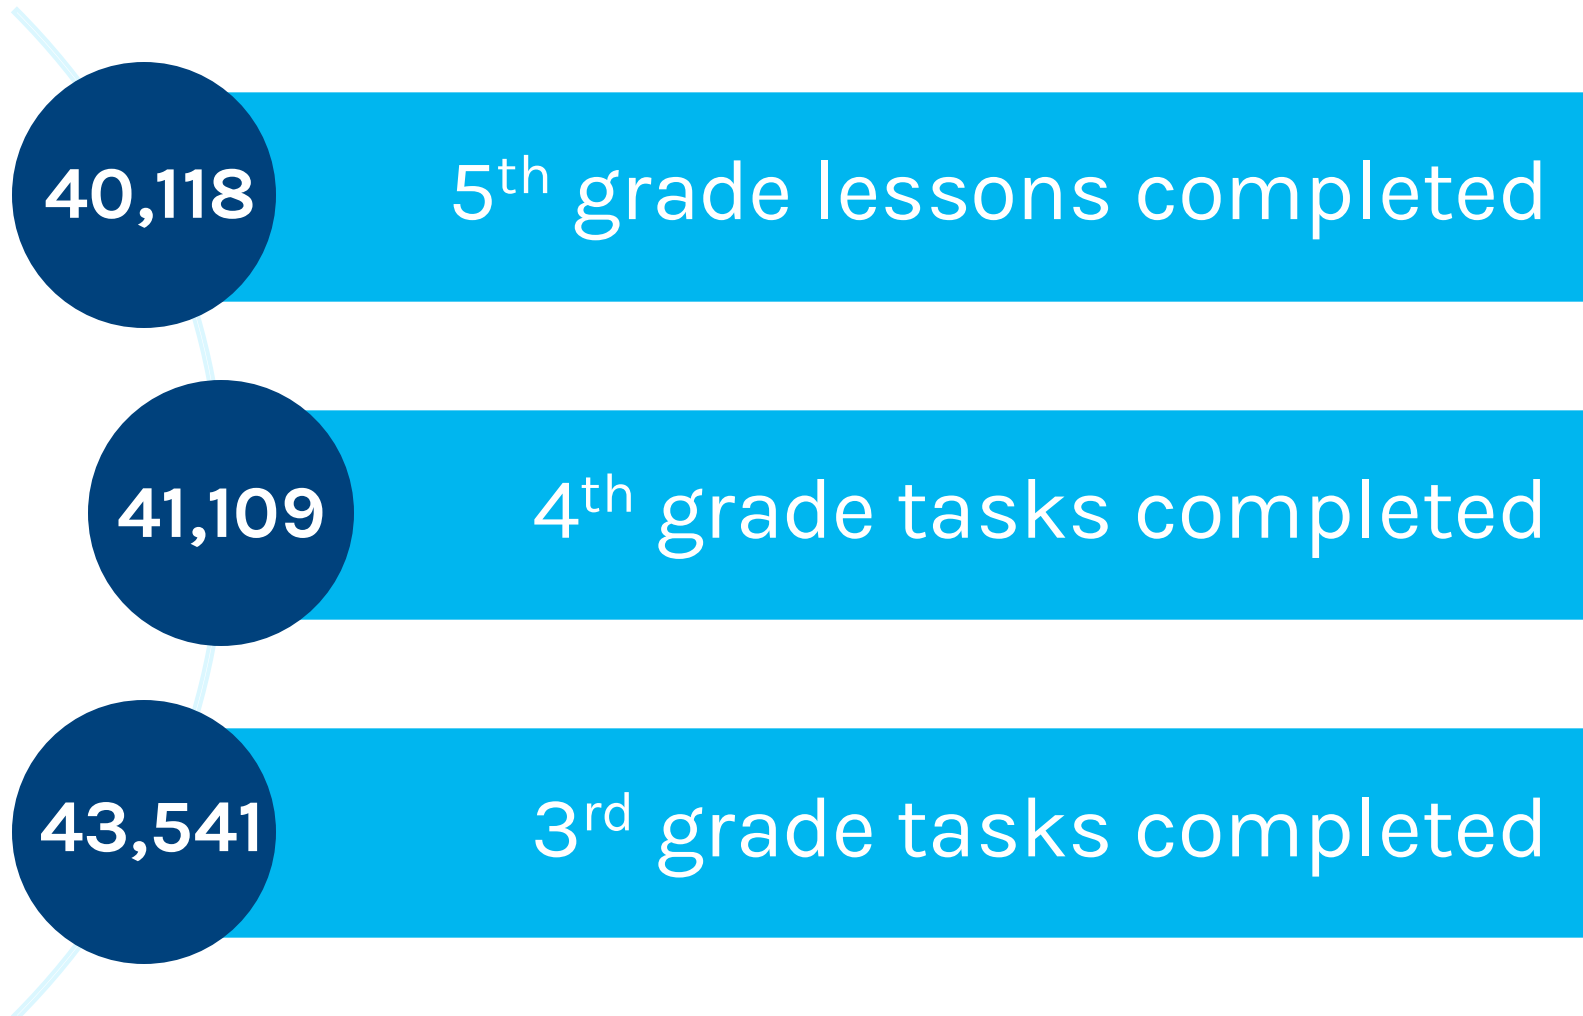 40,118
5th grade lessons completed
41,109
4th grade tasks completed
43,541
3rd grade tasks completed